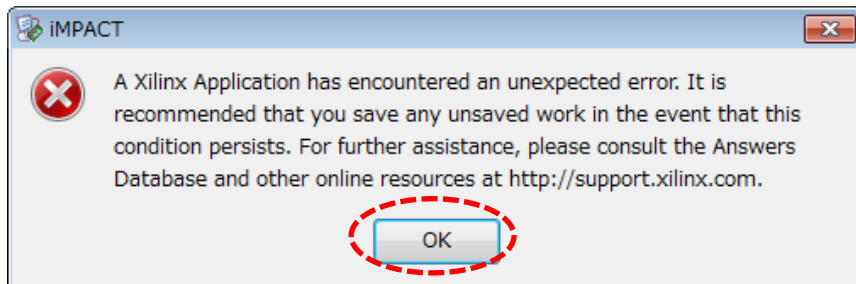 iMPACT
A Xilinx Application has encountered an unexpected error. It is
recommended that you save any unsaved work in the event that this
condition persists. For further assistance, please consult the Answers
Database and other online resources at http://support.xilinx.com.
OK